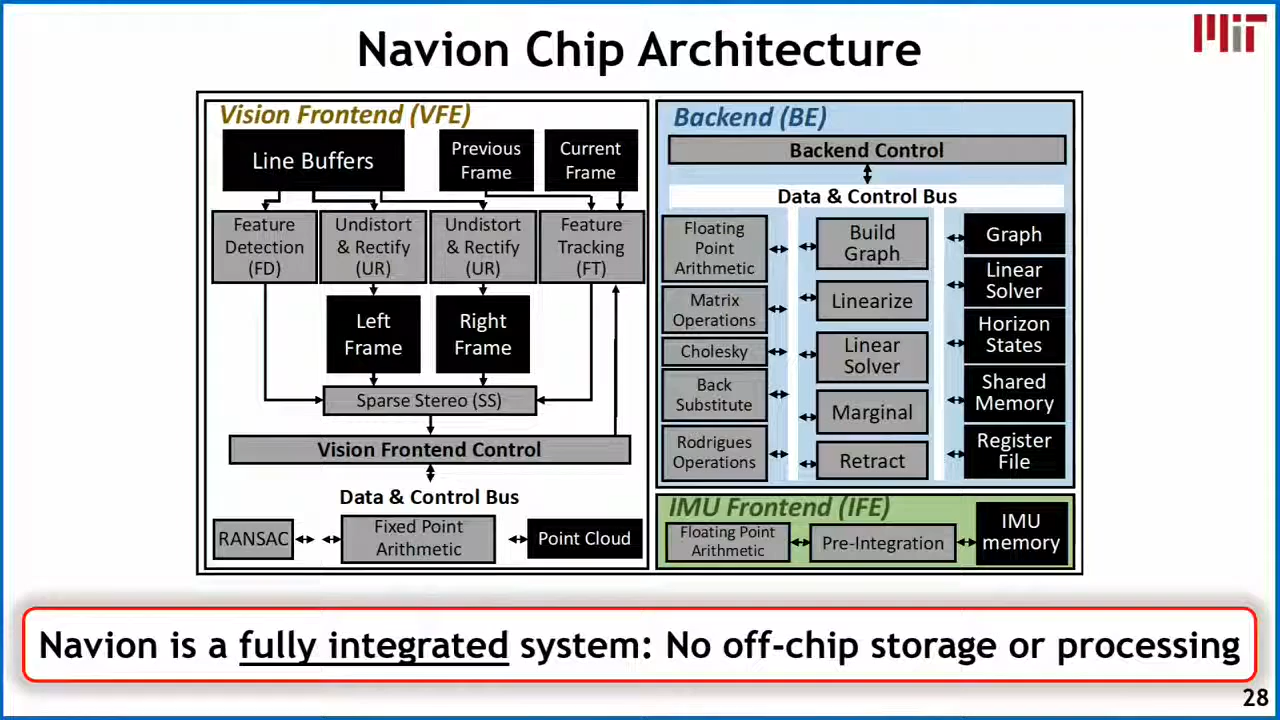 Navion Chip Architecture
MIT
Vision Frontend (VFE)
Line Buffers
Previous
Frame
Current
Frame
Feature
Detection
(FD)
Undistort
& Rectify
(UR)
Undistort
& Rectify
(UR)
Feature
Tracking
(FT)
Left
Frame
Right
Frame
Sparse Stereo (SS)
Vision Frontend Control
Data & Control Bus
RANSAC
Fixed Point
Arithmetic
Point Cloud
Backend (BE)
Backend Control
Data & Control Bus
Floating
Point
Arithmetic
Matrix
Operations
Cholesky
Back
Substitute
Rodrigues
Operations
Build
Graph
Linearize
Linear
Solver
Marginal
Retract
Graph
Linear
Solver
Horizon
States
Shared
Memory
Register
File
IMU Frontend (IFE)
Floating Point
Arithmetic
Pre-Integration
IMU
memory
Navion is a fully integrated system: No off-chip storage or processing
28